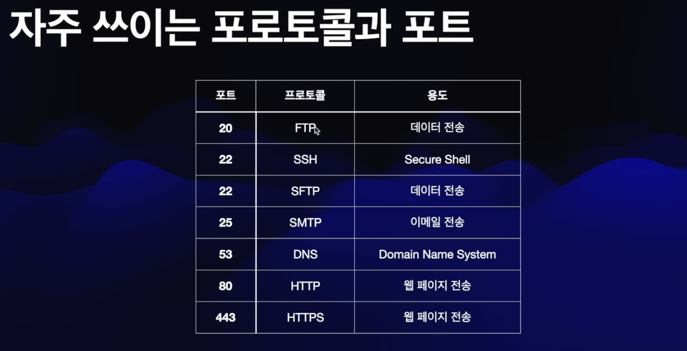 자주 쓰이는 포로토콜과 포트
포트 프로토콜 용도
20 FTP 데이터 전송
22 SSH Secure Shell
22 SFTP 데이터 전송
25 SMTP 이메일 전송
53 DNS Domain Name System
80 HTTP 웹 페이지 전송
443 HTTPS 웹 페이지 전송